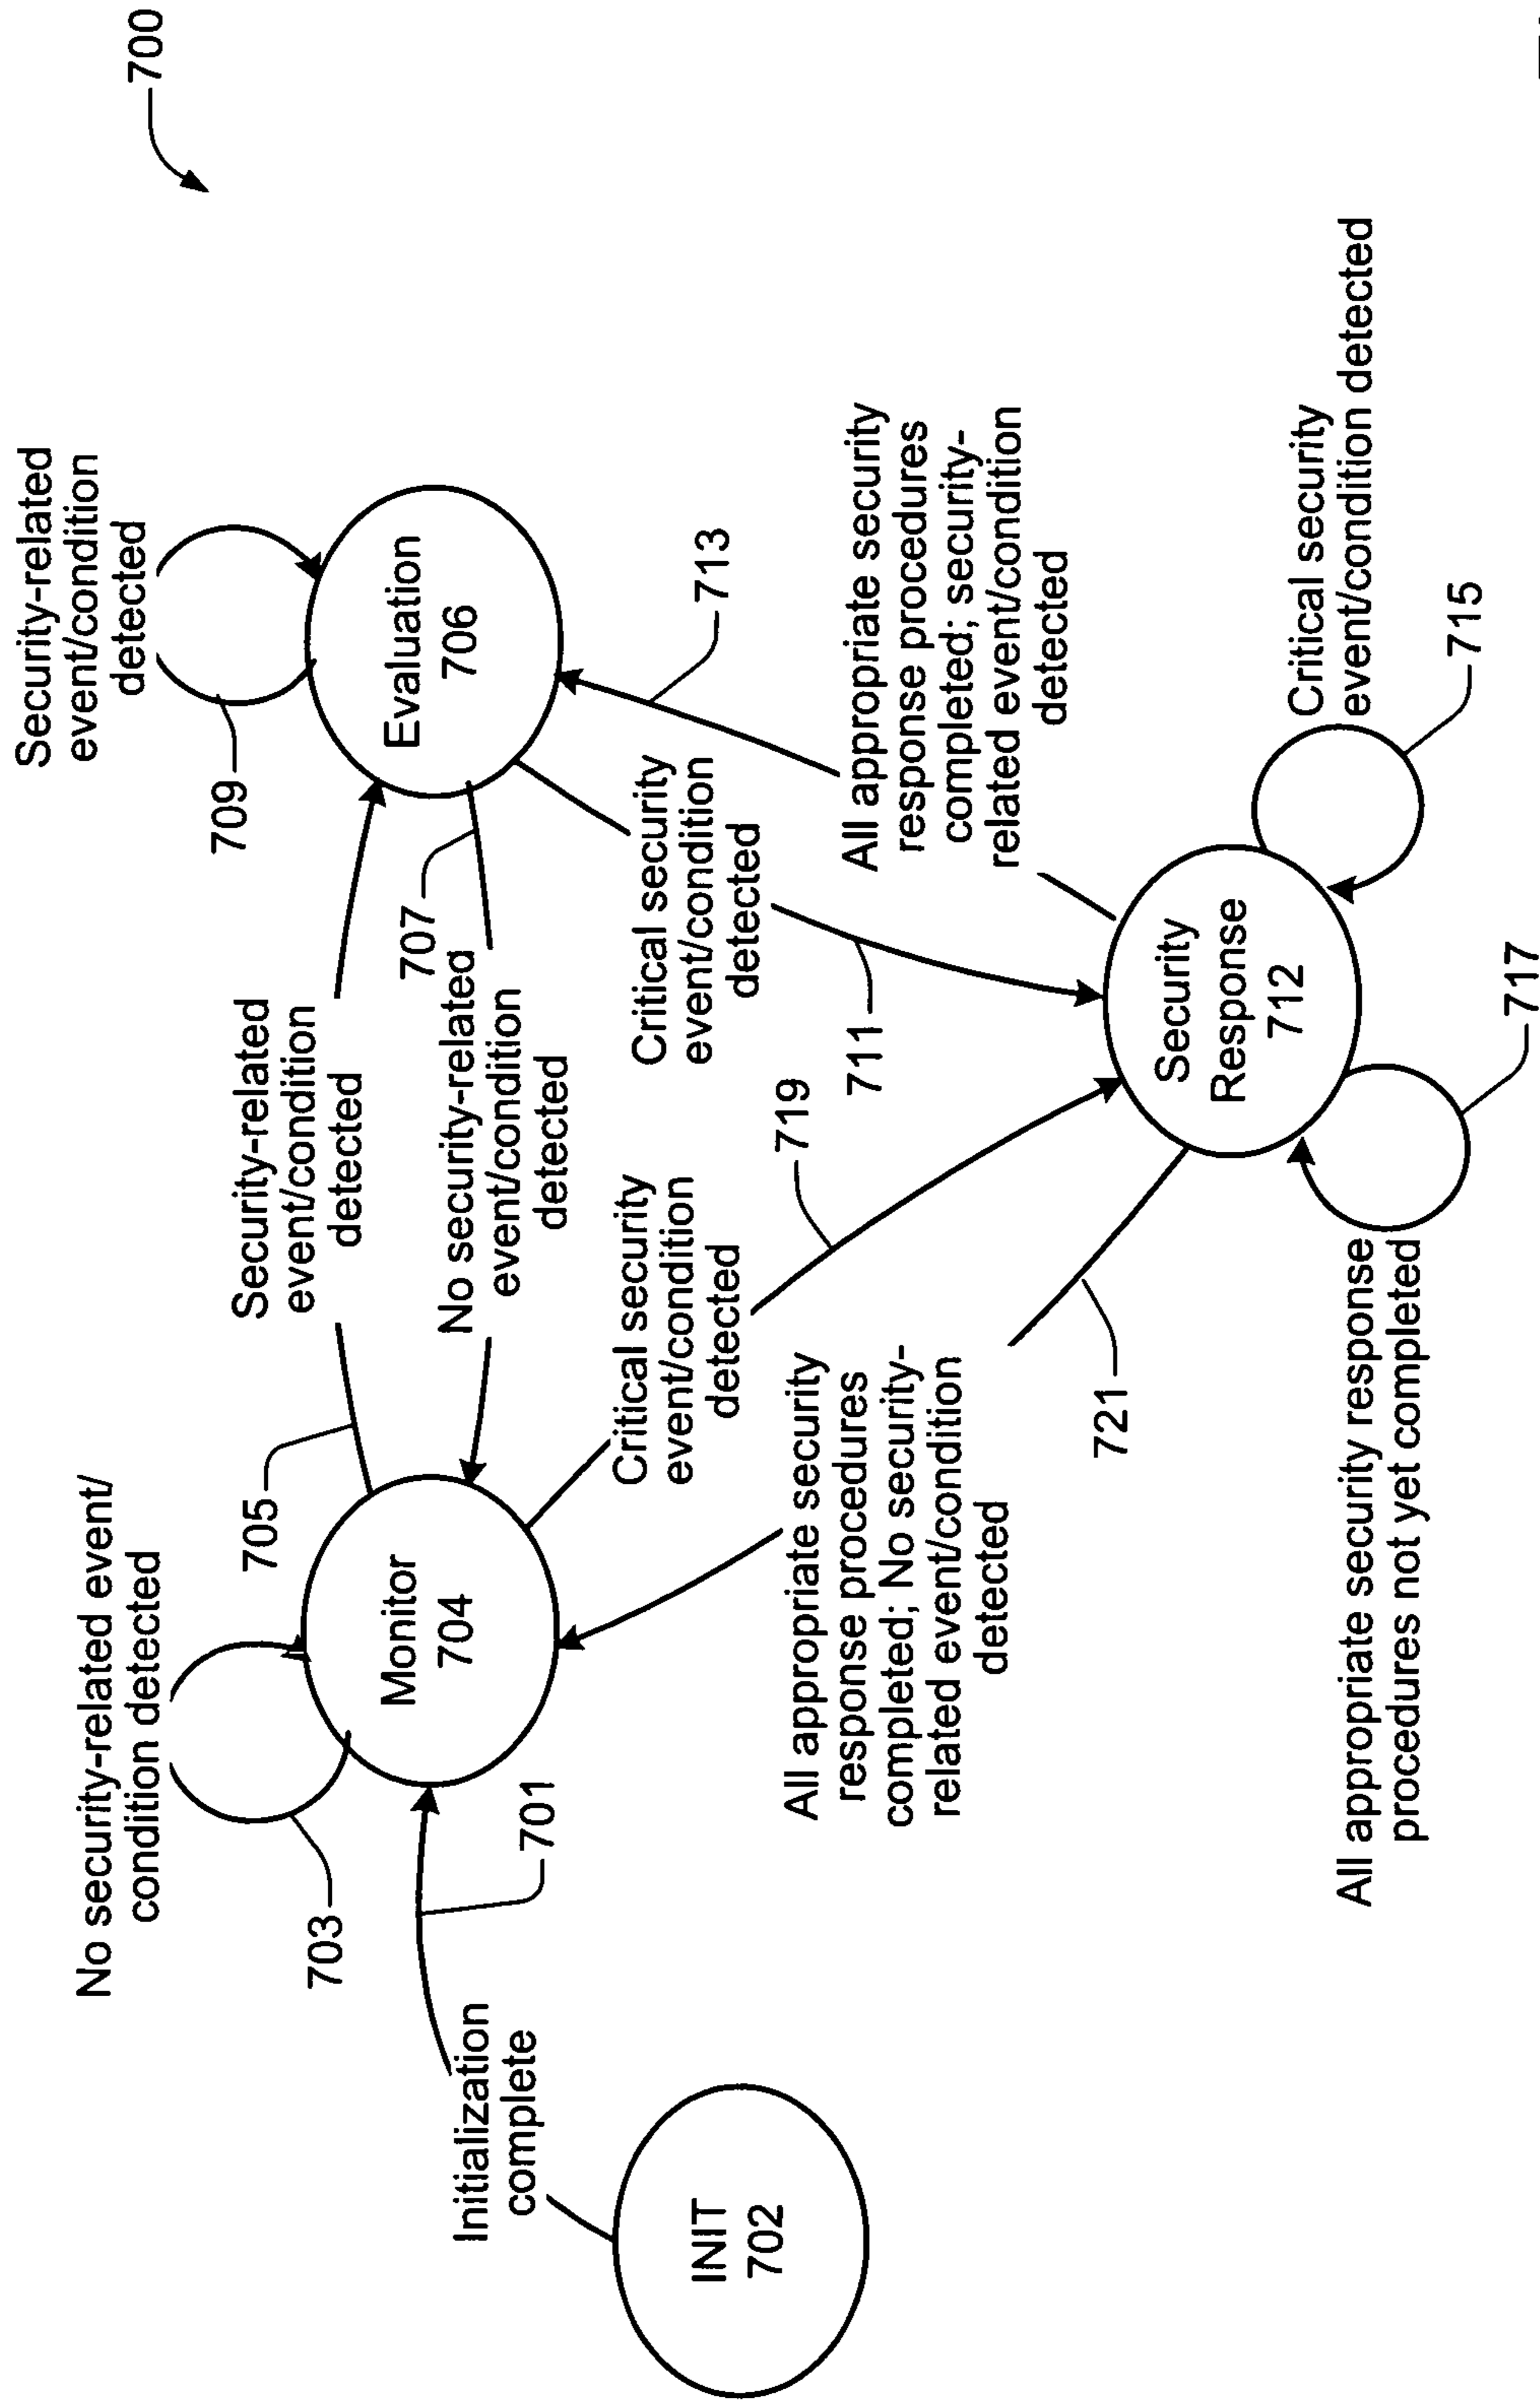 700
No security-related event/
condition detected
703
Security-related
event/condition
detected
709
705
Security-related
event/condition
detected
Monitor
704
Evaluation
706
707
No security-related
event/condition
detected
Initialization
complete
701
INIT
702
Critical security
event/condition
detected
719
Critical security
event/condition
detected
711
713
All appropriate security
response procedures
completed; security-
related event/condition
detected
All appropriate security
response procedures
completed; No security-
related event/condition
detected
721
Security
Response
712
Critical security
event/condition detected
715
All appropriate security response
procedures not yet completed
717